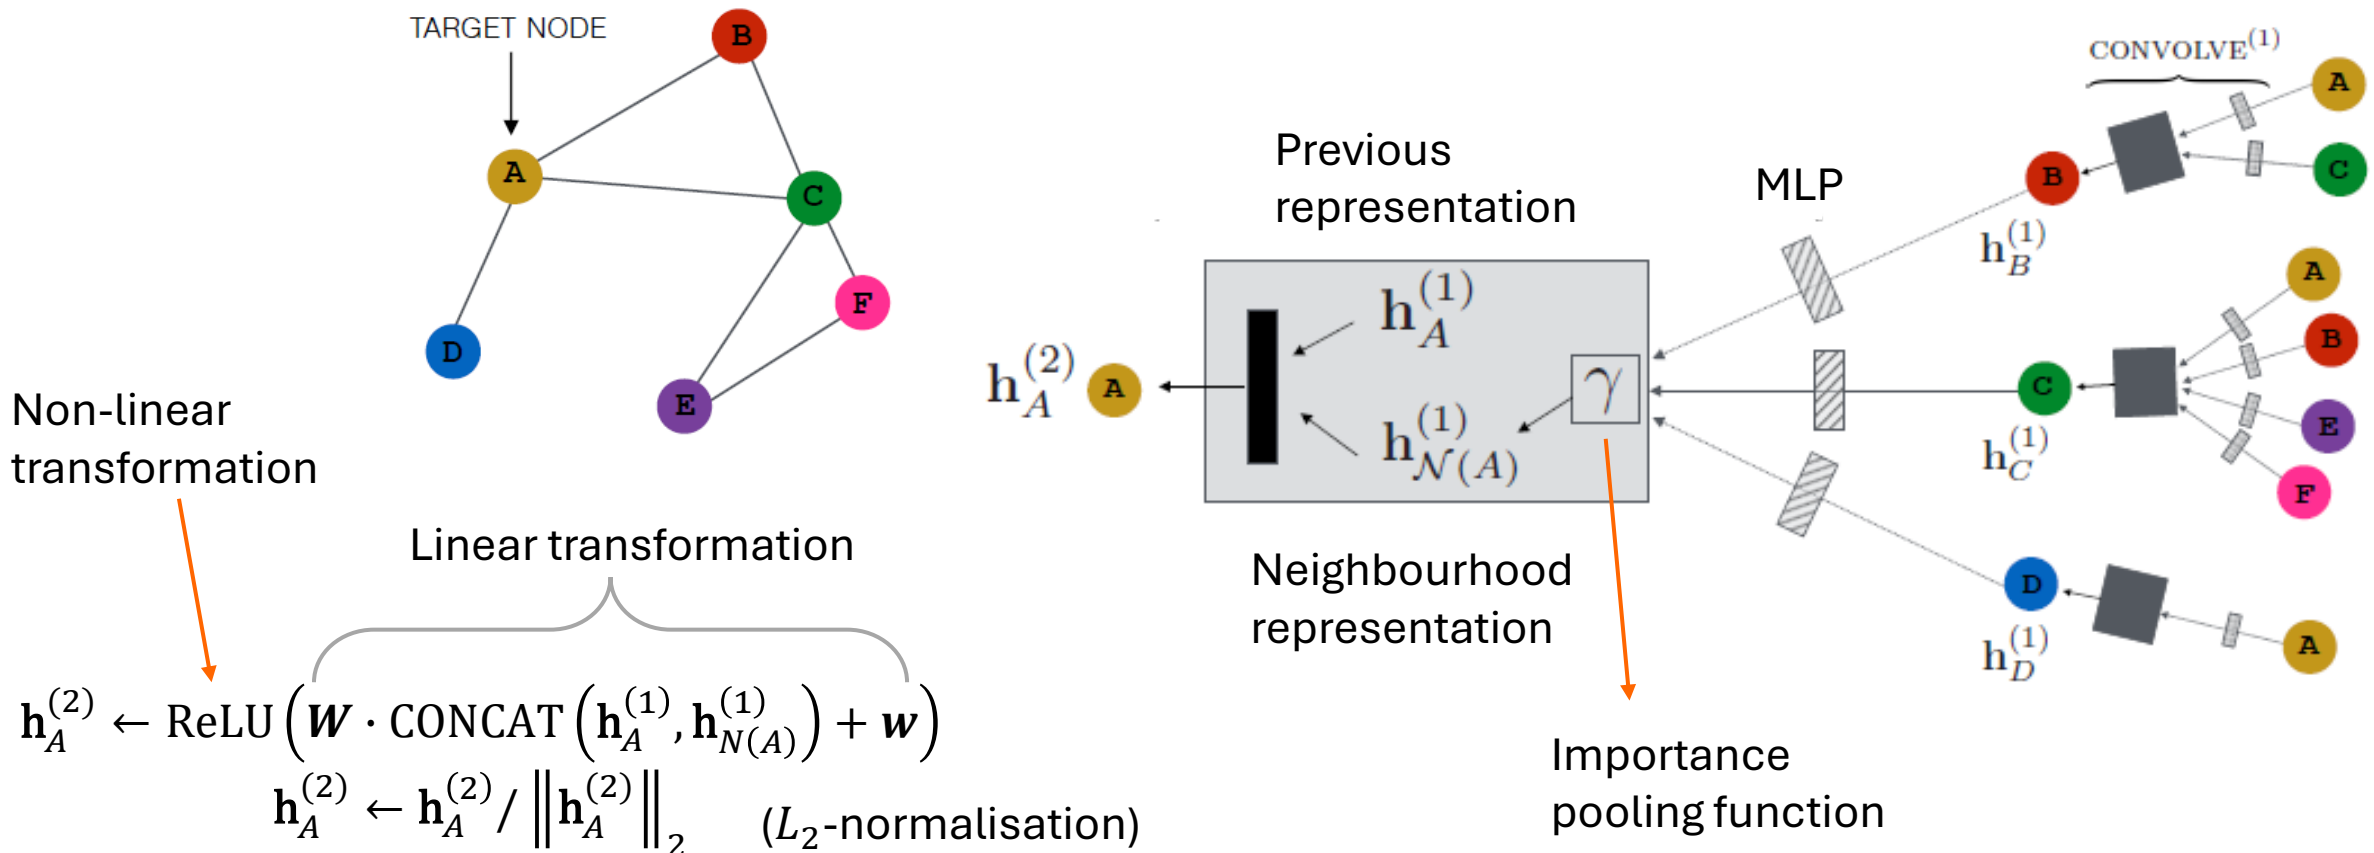 TARGET NODE
B
A
C
F
D
E
Non-linear
transformation
Linear transformation
𝐡_A^(2) ← ReLU(𝑾 · CONCAT(𝐡_A^(1), 𝐡_N(A)^(1)) + 𝒘)
𝐡_A^(2) ← 𝐡_A^(2) / ‖𝐡_A^(2)‖_2 (L_2-normalisation)
Previous
representation
h_A^(2) A
h_A^(1)
h_𝒩(A)^(1)
γ
Neighbourhood
representation
Importance
pooling function
MLP
CONVOLVE^(1)
B
h_B^(1)
A
C
C
h_C^(1)
A
B
E
F
D
h_D^(1)
A